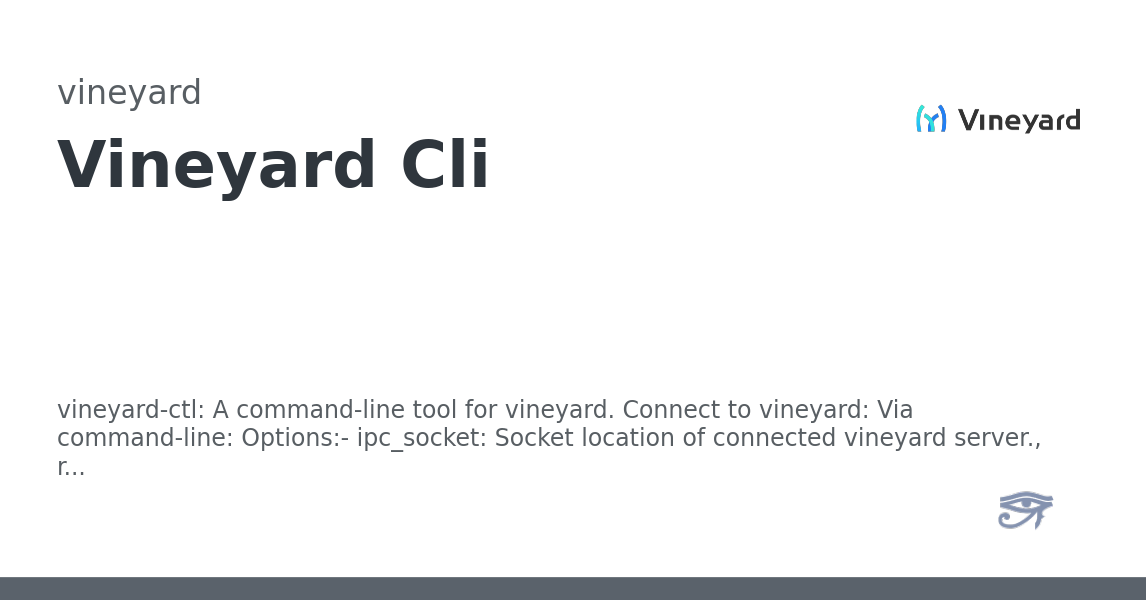 vineyard
Vineyard
Vineyard Cli
vineyard-ctl: A command-line tool for vineyard. Connect to vineyard: Via
command-line: Options:- ipc_socket: Socket location of connected vineyard server.,
r...